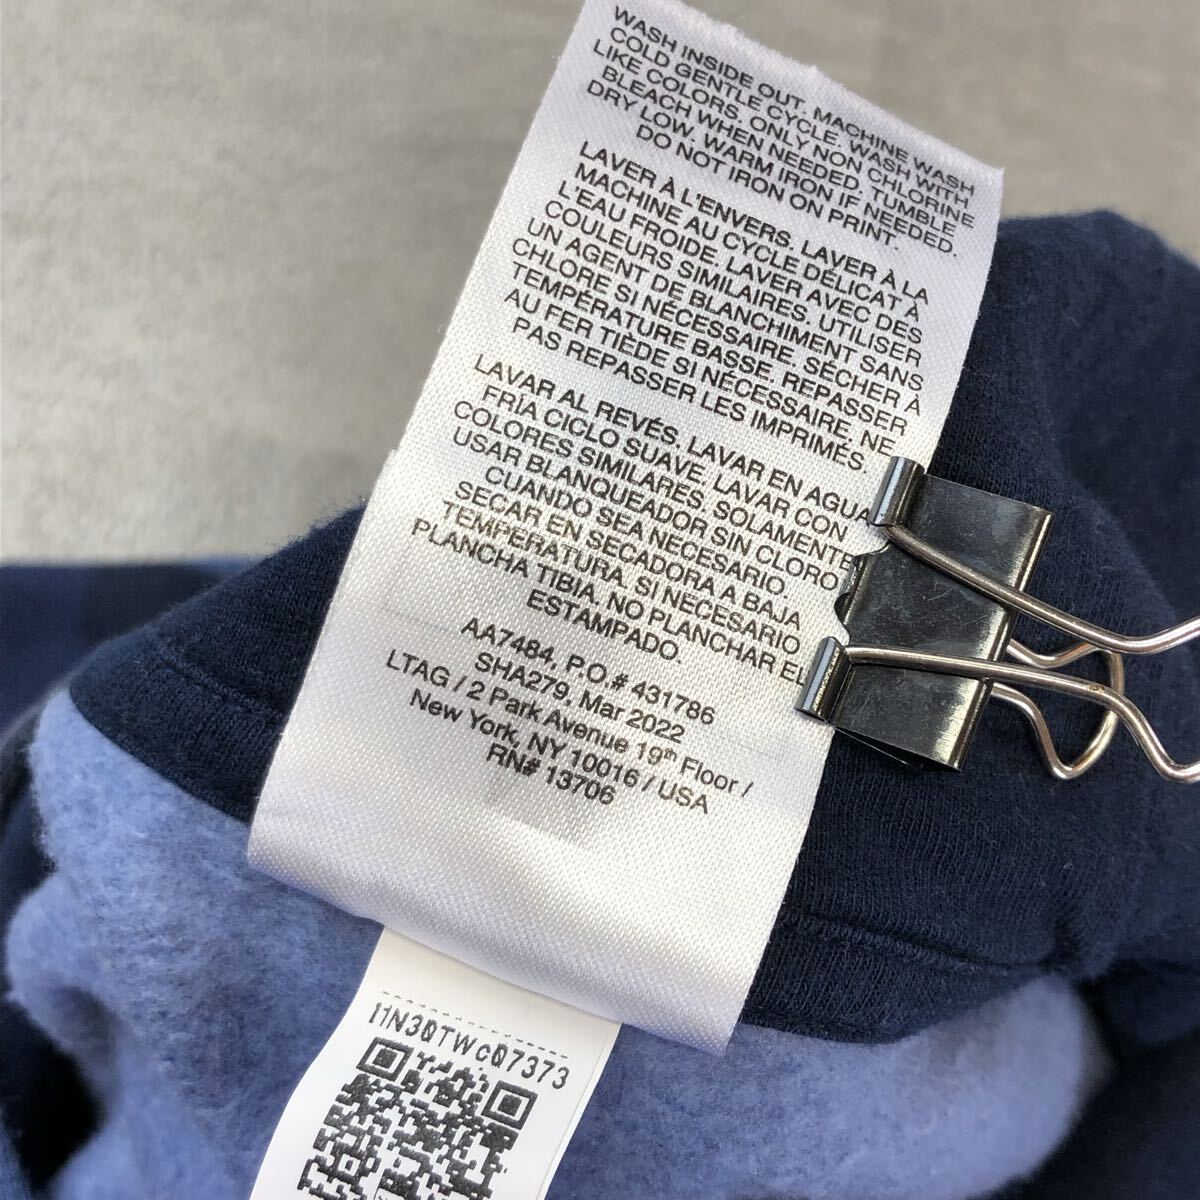 WASH INSIDE OUT. MACHINE WASH
COLD GENTLE CYCLE. WASH WITH
LIKE COLORS. ONLY NON CHLORINE
BLEACH WHEN NEEDED. TUMBLE
DRY LOW. WARM IRON IF NEEDED.
DO NOT IRON ON PRINT.
LAVER À L'ENVERS. LAVER À LA
MACHINE AU CYCLE DÉLICAT À
L'EAU FROIDE, LAVER AVEC DES
COULEURS SIMILAIRES. UTILISER
UN AGENT DE BLANCHIMENT SANS
CHLORE SI NÉCESSAIRE. SÉCHER À
TEMPÉRATURE BASSE. REPASSER
AU FER TIÈDE SI NÉCESSAIRE. NE
PAS REPASSER LES IMPRIMÉS.
LAVAR AL REVÉS. LAVAR EN AGUA
FRIA CICLO SUAVE. LAVAR CON
COLORES SIMILARES, SOLAMENTE
USAR BLANQUEADOR SIN CLORO
CUANDO SEA NECESARIO.
SECAR EN SECADORA A BAJA
TEMPERATURA, SI NECESARIO
PLANCHA TIBIA, NO PLANCHAR EL
ESTAMPADO.
AA7484, P.O.# 431786
SHA279, Mar 2022
LTAG / 2 Park Avenue 19th Floor /
New York, NY 10016 / USA
RN# 13706
I1N30TWC07373